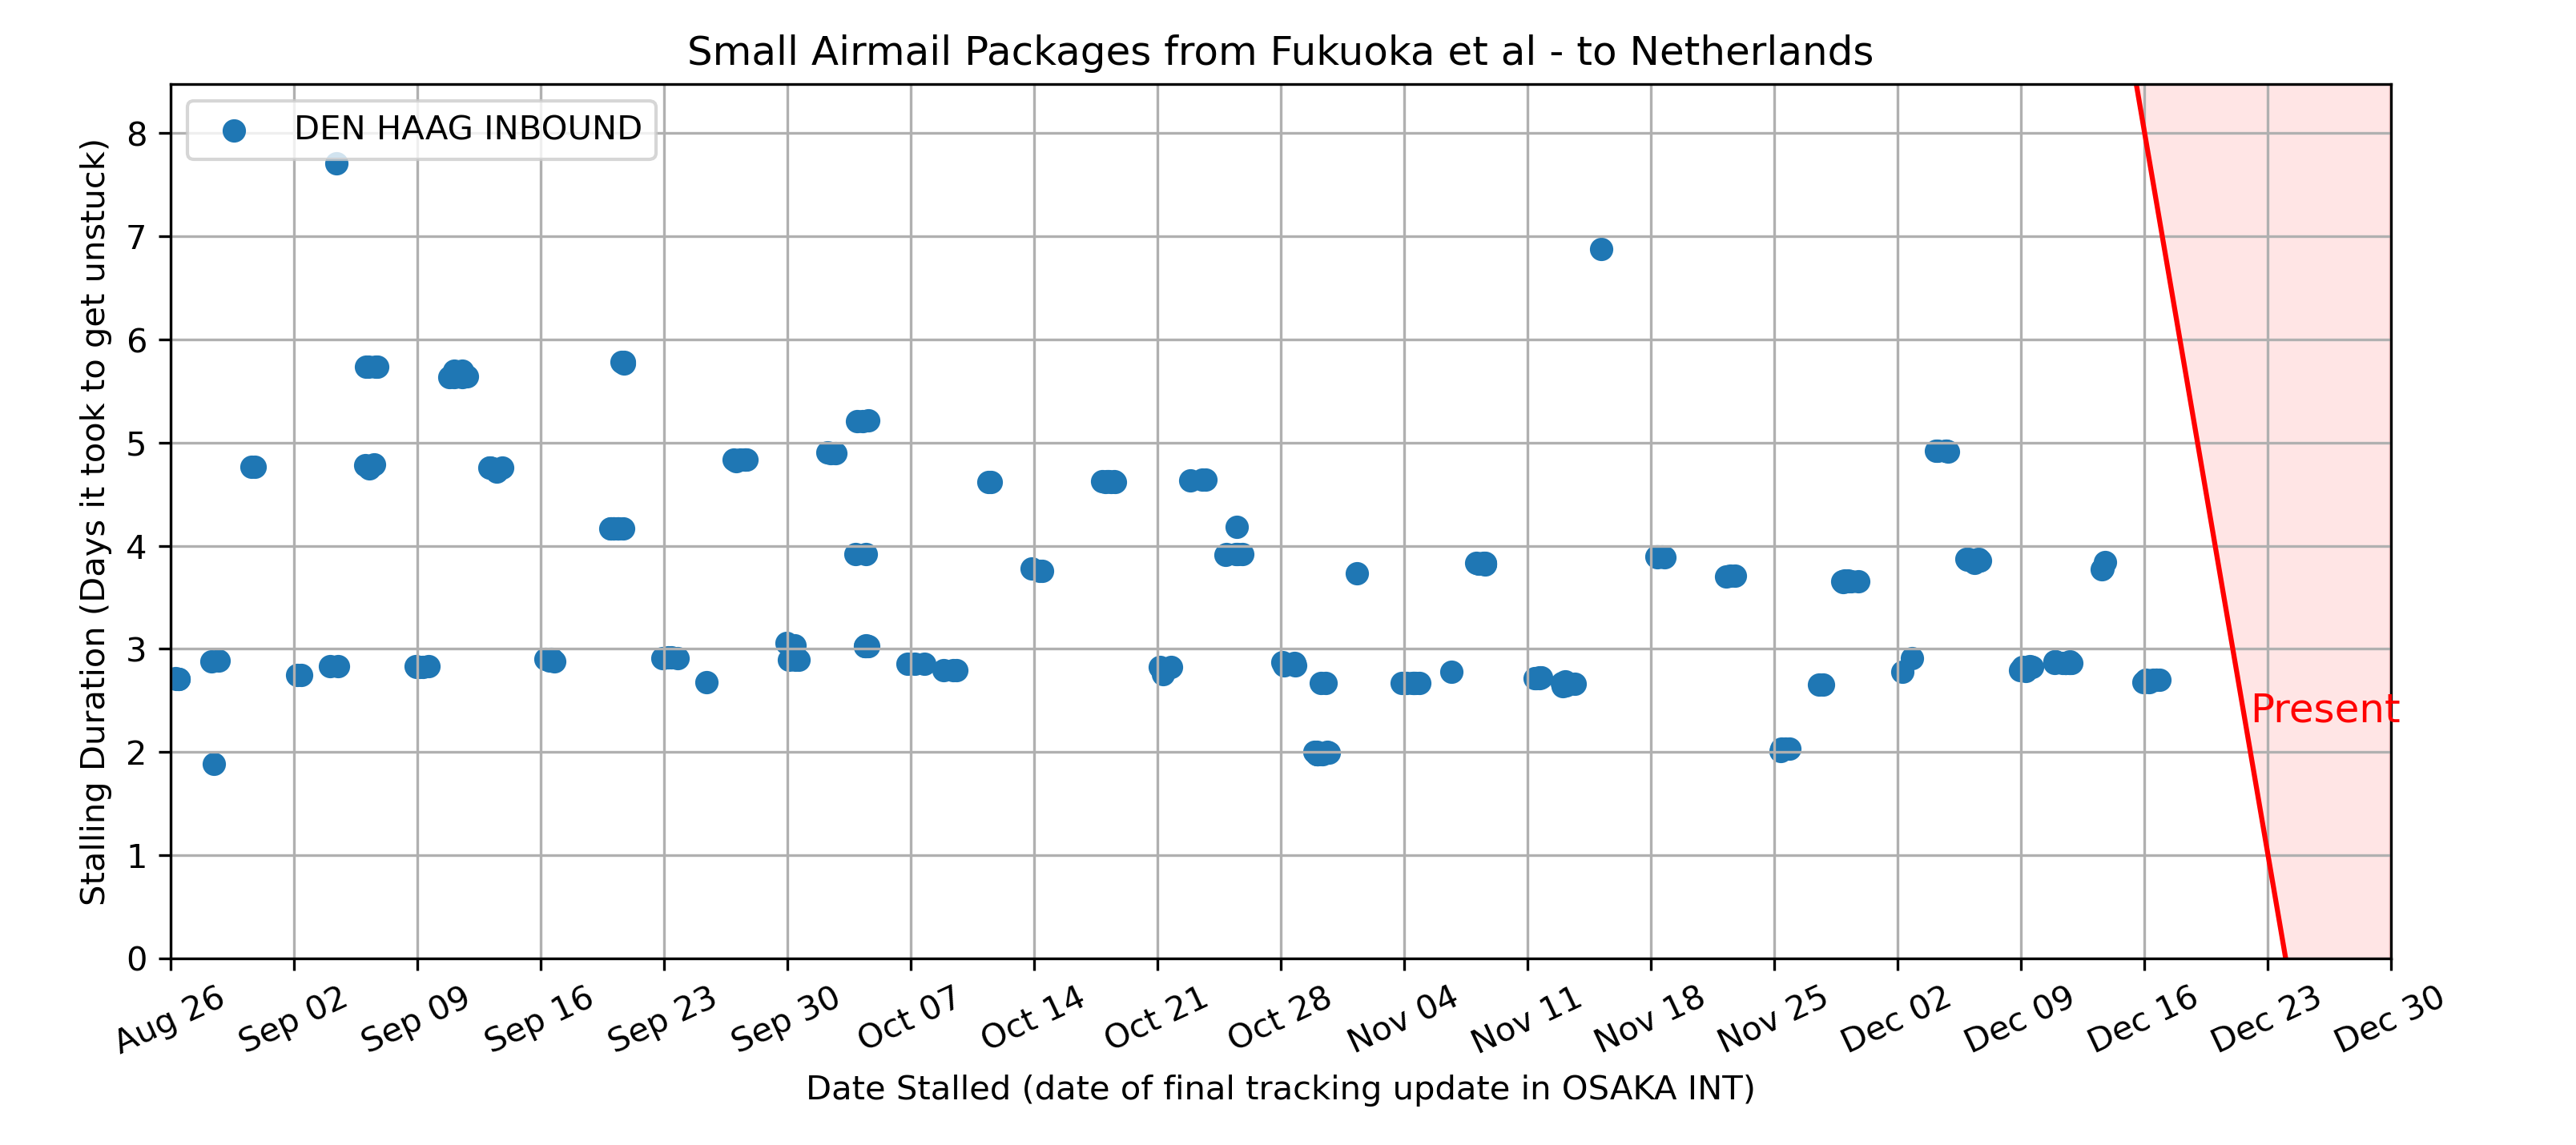 Small Airmail Packages from Fukuoka et al - to Netherlands
DEN HAAG INBOUND
Stalling Duration (Days it took to get unstuck)
8
7
6
5
4
3
2
1
0
Present
Aug 26
Sep 02
Sep 09
Sep 16
Sep 23
Sep 30
Oct 07
Oct 14
Oct 21
Oct 28
Nov 04
Nov 11
Nov 18
Nov 25
Dec 02
Dec 09
Dec 16
Dec 23
Dec 30
Date Stalled (date of final tracking update in OSAKA INT)